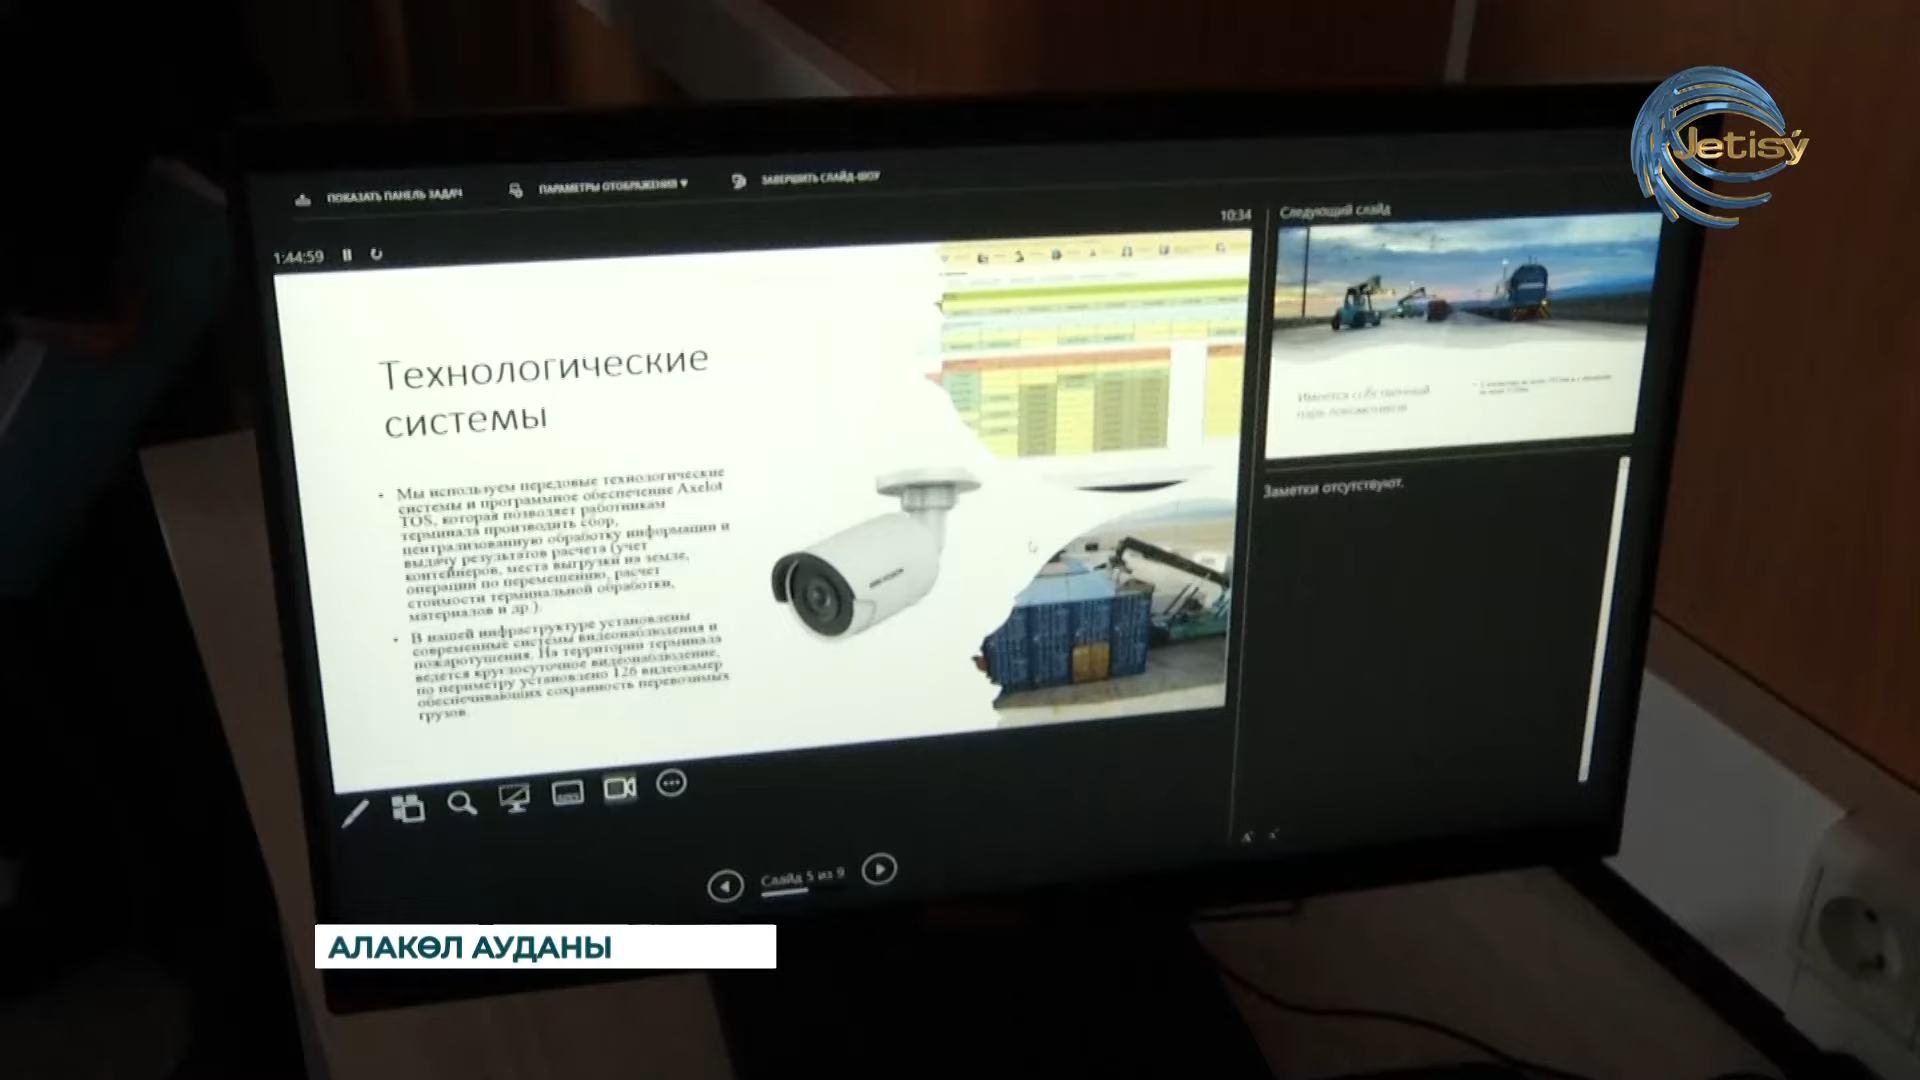 Jetisý
ПОКАЗАТЬ ПАНЕЛЬ ЗАДАЧ
ПАРАМЕТРЫ ОТОБРАЖЕНИЯ ▾
ЗАВЕРШИТЬ СЛАЙД-ШОУ
1:44:59
10:34
Следующий слайд
Технологические
системы
• Мы используем передовые технологические
системы и программное обеспечение Axelot
TOS, которая позволяет работникам
терминала производить сбор,
централизованную обработку информации и
выдачу результатов расчета (учет
контейнеров, места выгрузки на земле,
операции по перемещению, расчет
стоимости терминальной обработки,
материалов и др.).
• В нашей инфраструктуре установлены
современные системы видеонаблюдения и
пожаротушения. На территории терминала
ведется круглосуточное видеонаблюдение,
по периметру установлено 126 видеокамер
обеспечивающих сохранность перевозимых
грузов.
HIKVISION
Имеется собственный
парк локомотивов
Заметки отсутствуют.
Слайд 5 из 9
АЛАКӨЛ АУДАНЫ